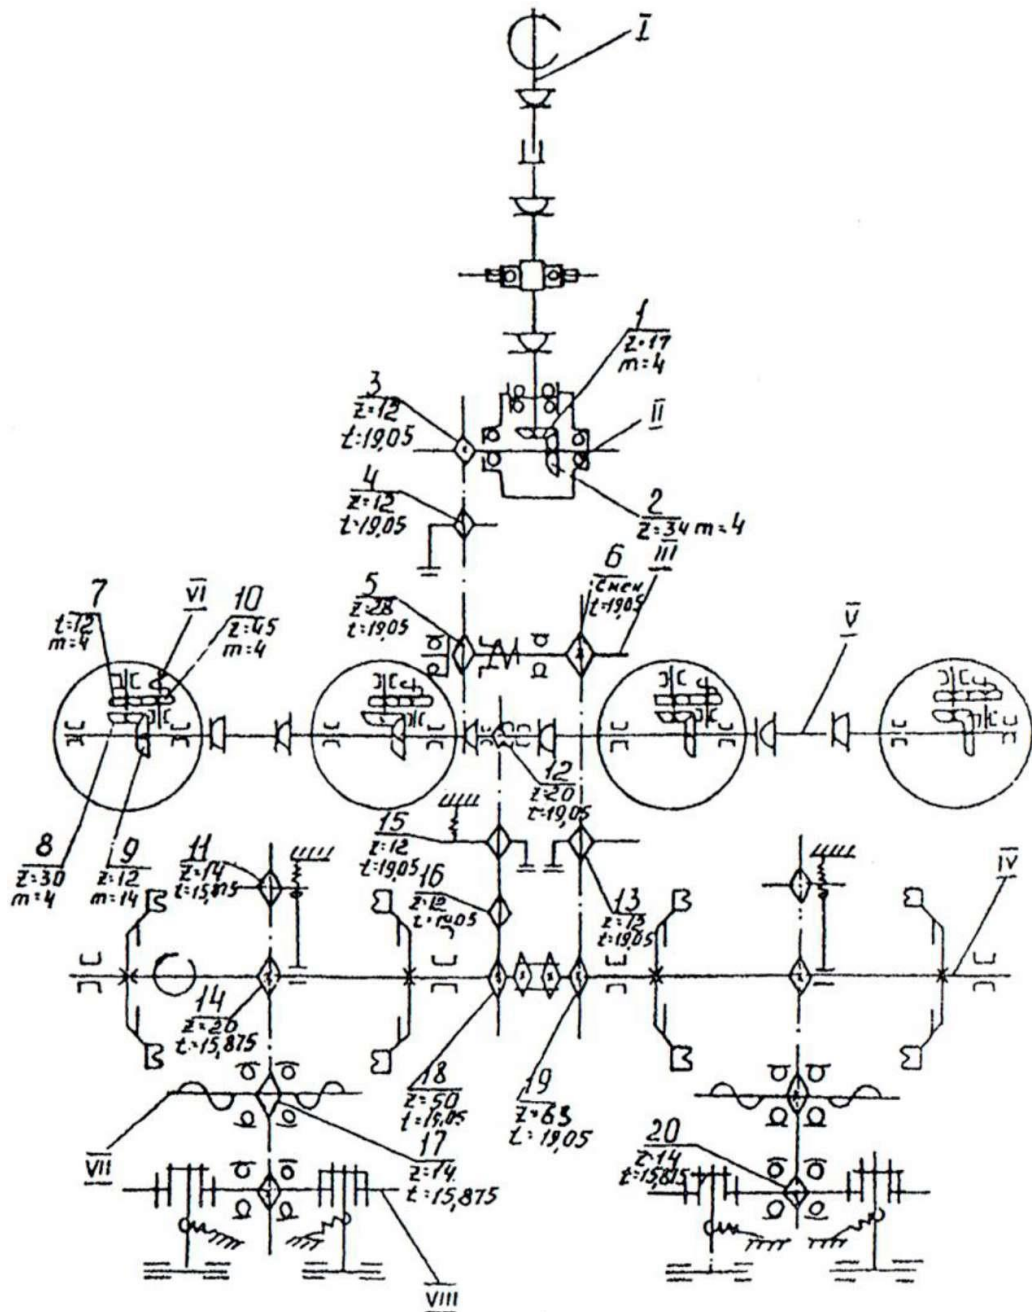 I
1
z=17
m=4
3
z=12
t=19,05
II
4
z=12
t=19,05
2
z=34 m=4
III
6
смен
t=19,05
5
z=28
t=19,05
7
t=12
m=4
VI
10
z=45
m=4
V
12
z=20
t=19,05
8
z=30
m=4
9
z=12
m=14
11
z=14
t=15,875
15
z=12
t=19,05
16
z=12
t=19,05
13
z=12
t=19,05
IV
14
z=20
t=15,875
18
z=50
t=19,05
19
z=63
t=19,05
17
z=14
t=15,875
20
z=14
t=15,875
VII
VIII